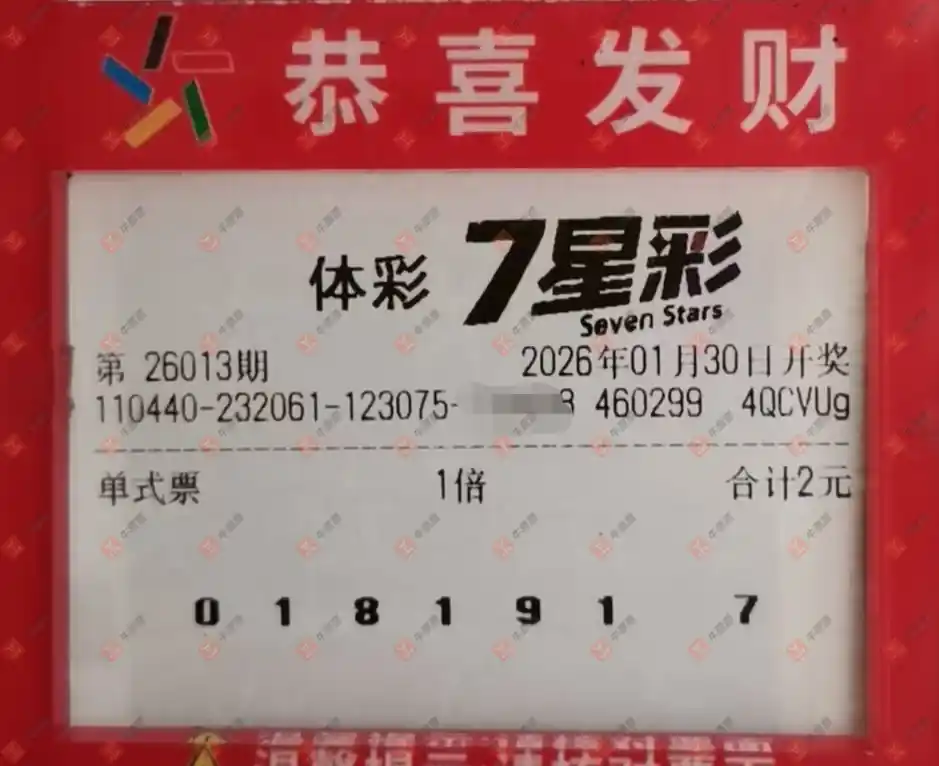 恭喜发财
体彩 7星彩
Seven Stars
第 26013期 2026年01月30日开奖
110440-232061-123075- 460299 4QCVUg
单式票 1倍 合计2元
0 1 8 1 9 1 7